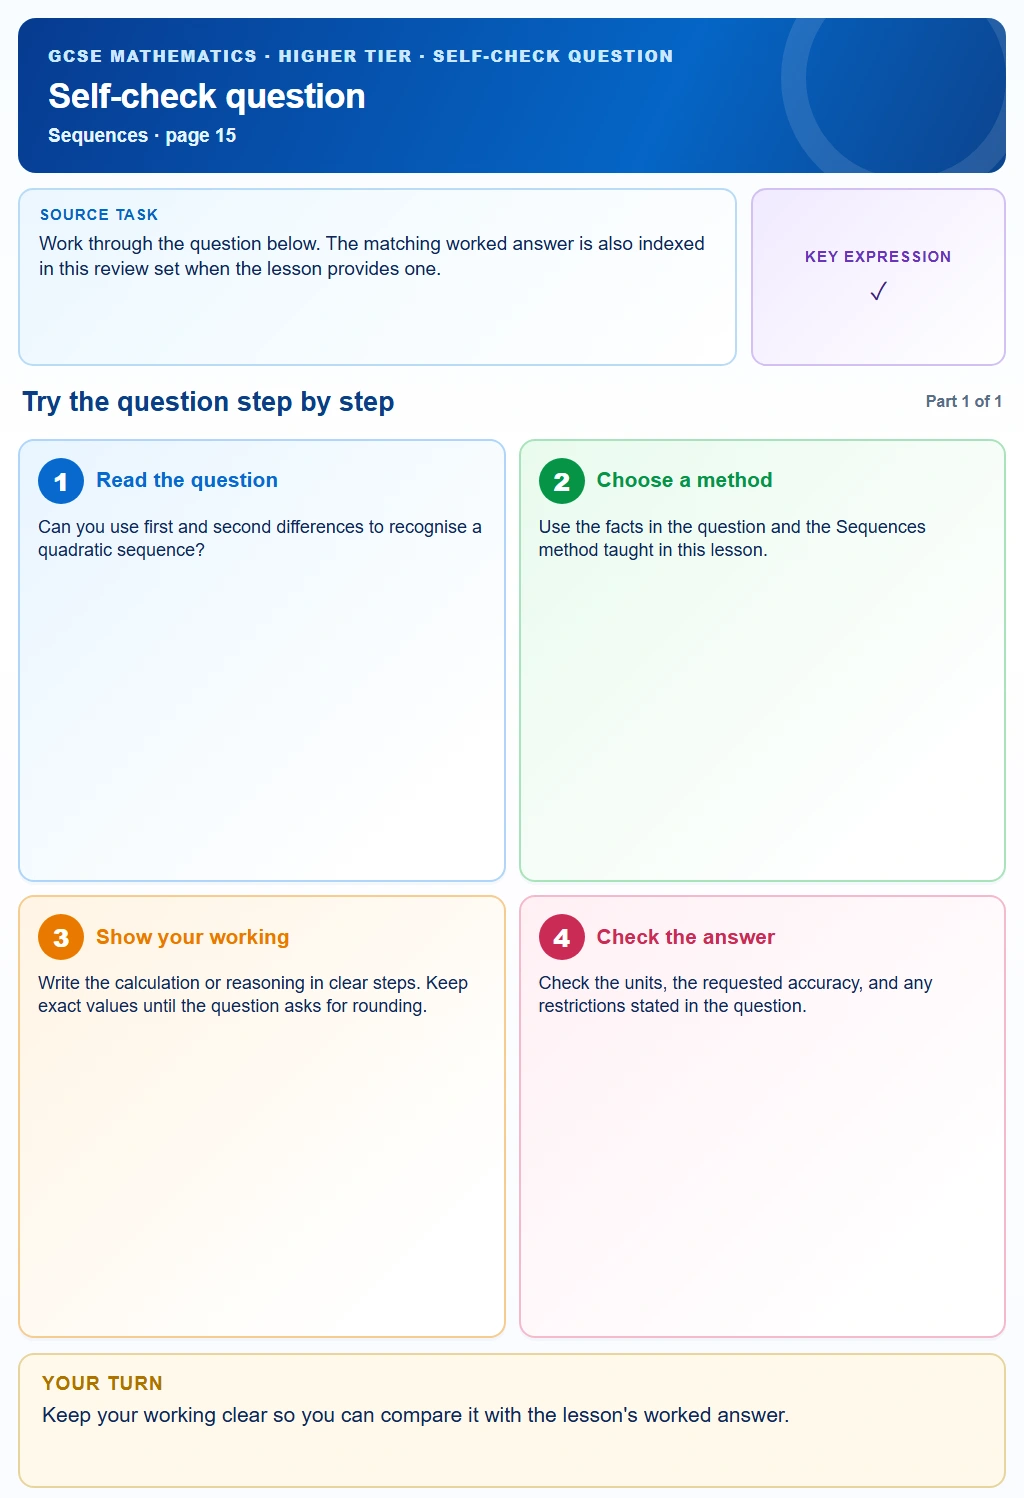 GCSE MATHEMATICS · HIGHER TIER · SELF-CHECK QUESTION
Self-check question
Sequences · page 15
SOURCE TASK
Work through the question below. The matching worked answer is also indexed
in this review set when the lesson provides one.
KEY EXPRESSION
✓
Try the question step by step
Part 1 of 1
1 Read the question
Can you use first and second differences to recognise a
quadratic sequence?
2 Choose a method
Use the facts in the question and the Sequences
method taught in this lesson.
3 Show your working
Write the calculation or reasoning in clear steps. Keep
exact values until the question asks for rounding.
4 Check the answer
Check the units, the requested accuracy, and any
restrictions stated in the question.
YOUR TURN
Keep your working clear so you can compare it with the lesson's worked answer.